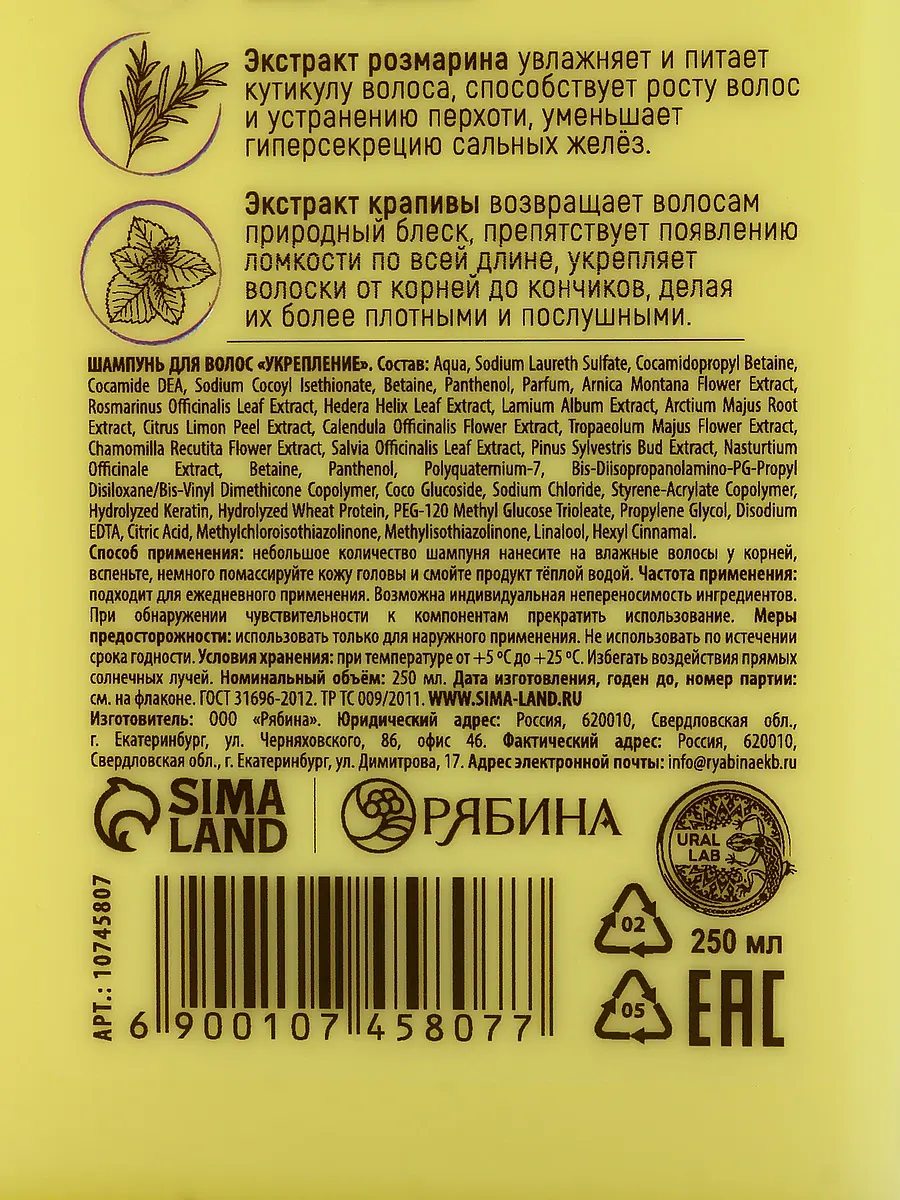 Экстракт розмарина увлажняет и питает
кутикулу волоса, способствует росту волос
и устранению перхоти, уменьшает
гиперсекрецию сальных желёз.
Экстракт крапивы возвращает волосам
природный блеск, препятствует появлению
ломкости по всей длине, укрепляет
волоски от корней до кончиков, делая
их более плотными и послушными.
ШАМПУНЬ ДЛЯ ВОЛОС «УКРЕПЛЕНИЕ». Состав: Aqua, Sodium Laureth Sulfate, Cocamidopropyl Betaine,
Cocamide DEA, Sodium Cocoyl Isethionate, Betaine, Panthenol, Parfum, Arnica Montana Flower Extract,
Rosmarinus Officinalis Leaf Extract, Hedera Helix Leaf Extract, Lamium Album Extract, Arctium Majus Root
Extract, Citrus Limon Peel Extract, Calendula Officinalis Flower Extract, Tropaeolum Majus Flower Extract,
Chamomilla Recutita Flower Extract, Salvia Officinalis Leaf Extract, Pinus Sylvestris Bud Extract, Nasturtium
Officinale Extract, Betaine, Panthenol, Polyquaternium-7, Bis-Diisopropanolamino-PG-Propyl
Disiloxane/Bis-Vinyl Dimethicone Copolymer, Coco Glucoside, Sodium Chloride, Styrene-Acrylate Copolymer,
Hydrolyzed Keratin, Hydrolyzed Wheat Protein, PEG-120 Methyl Glucose Trioleate, Propylene Glycol, Disodium
EDTA, Citric Acid, Methylchloroisothiazolinone, Methylisothiazolinone, Linalool, Hexyl Cinnamal.
Способ применения: небольшое количество шампуня нанесите на влажные волосы у корней,
вспеньте, немного помассируйте кожу головы и смойте продукт тёплой водой. Частота применения:
подходит для ежедневного применения. Возможна индивидуальная непереносимость ингредиентов.
При обнаружении чувствительности к компонентам прекратить использование. Меры
предосторожности: использовать только для наружного применения. Не использовать по истечении
срока годности. Условия хранения: при температуре от +5 ºС до +25 ºС. Избегать воздействия прямых
солнечных лучей. Номинальный объём: 250 мл. Дата изготовления, годен до, номер партии:
см. на флаконе. ГОСТ 31696-2012. ТР ТС 009/2011. WWW.SIMA-LAND.RU
Изготовитель: ООО «Рябина». Юридический адрес: Россия, 620010, Свердловская обл.,
г. Екатеринбург, ул. Черняховского, 86, офис 46. Фактический адрес: Россия, 620010,
Свердловская обл., г. Екатеринбург, ул. Димитрова, 17. Адрес электронной почты: info@ryabinaekb.ru
SIMA
LAND
РЯБИНА
URAL
LAB
АРТ.: 10745807
02
250 мл
05
EAC
6 900107 458077